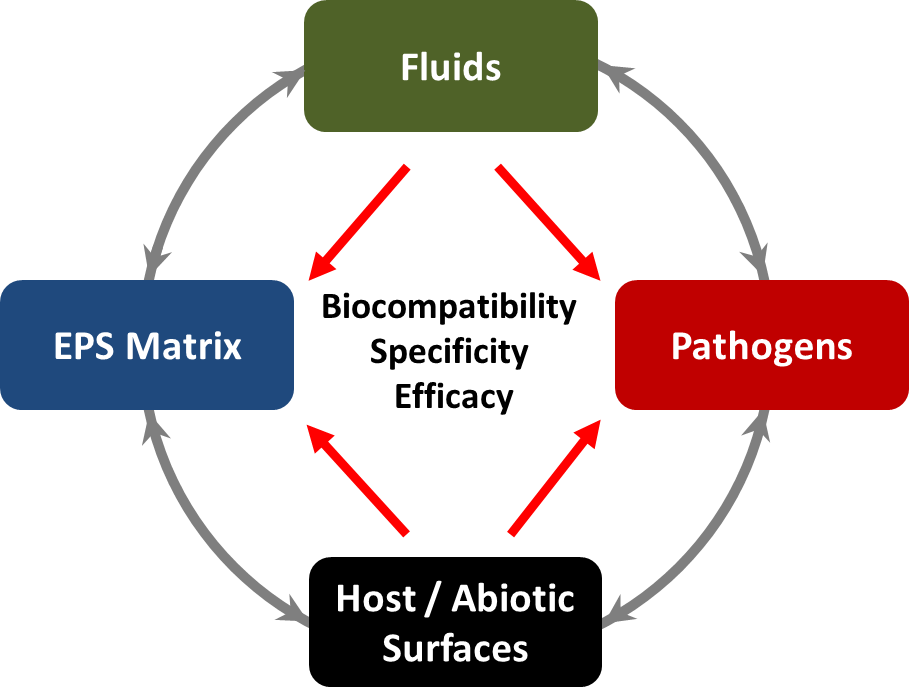 Fluids
Biocompatibility
Specificity
Efficacy
EPS Matrix
Pathogens
Host / Abiotic
Surfaces